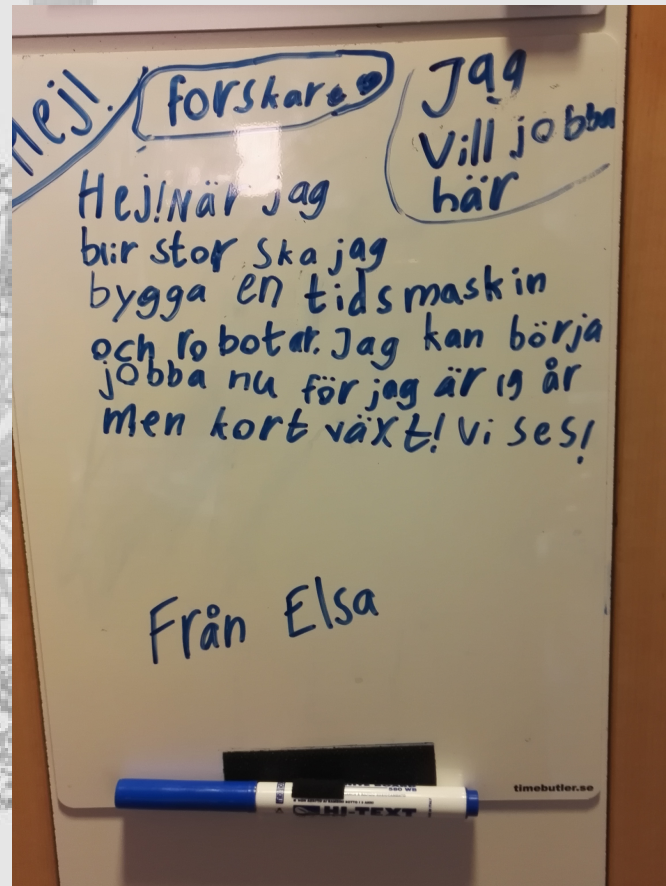 Hej!
forskare
Jag
vill jobba
här
Hej! När jag
blir stor ska jag
bygga en tidsmaskin
och robotar. Jag kan börja
jobba nu för jag är 19 år
men kort växt! Vi ses!
Från Elsa
timebutler.se
HI-TEXT